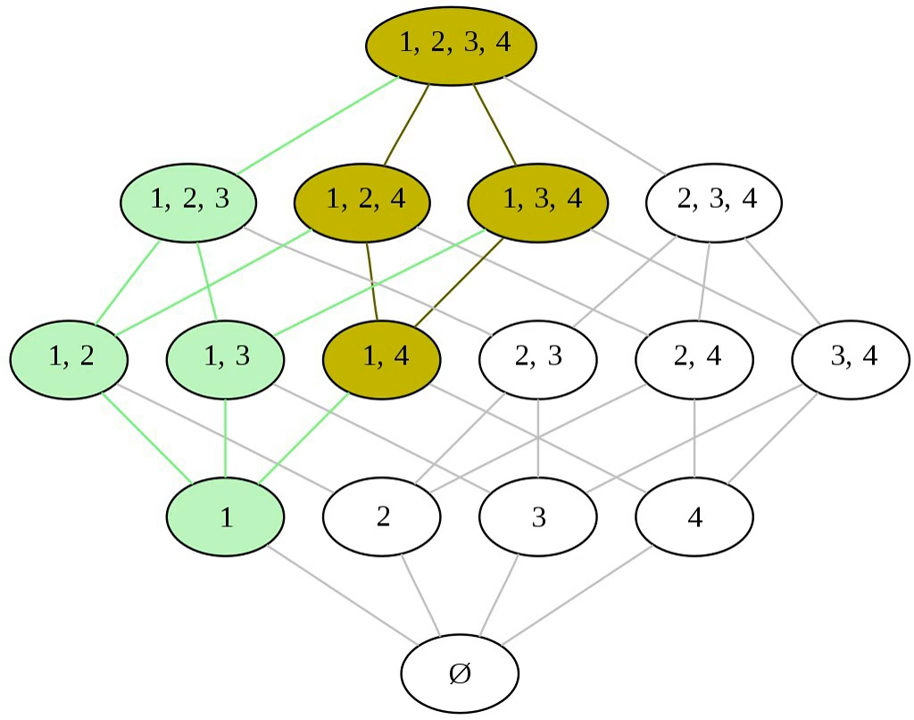 1, 2, 3, 4
1, 2, 3
1, 2, 4
1, 3, 4
2, 3, 4
1, 2
1, 3
1, 4
2, 3
2, 4
3, 4
1
2
3
4
Ø